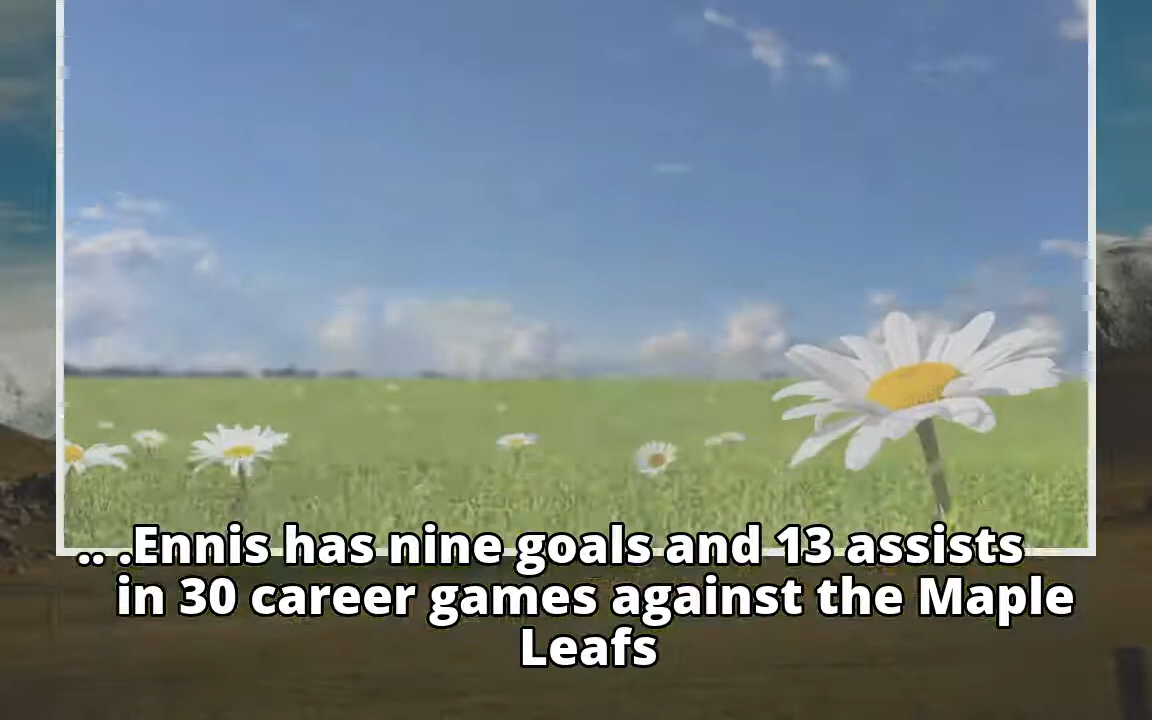 .. .Ennis has nine goals and 13 assists
in 30 career games against the Maple
Leafs